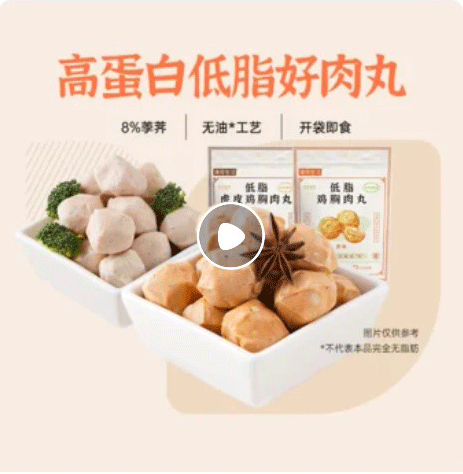 高蛋白低脂好肉丸
8%荸荠
无油*工艺
开袋即食
低脂
虎皮鸡胸肉丸
低脂
鸡胸肉丸
图片仅供参考
*不代表本品完全无脂肪